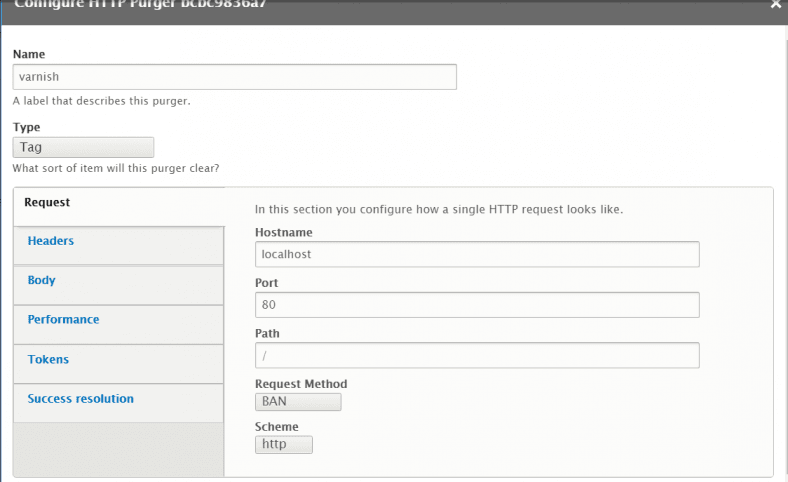 Configure HTTP Purger bcbc9836a7
Name
varnish
A label that describes this purger.
Type
Tag
What sort of item will this purger clear?
Request
In this section you configure how a single HTTP request looks like.
Headers
Body
Performance
Tokens
Success resolution
Hostname
localhost
Port
80
Path
/
Request Method
BAN
Scheme
http